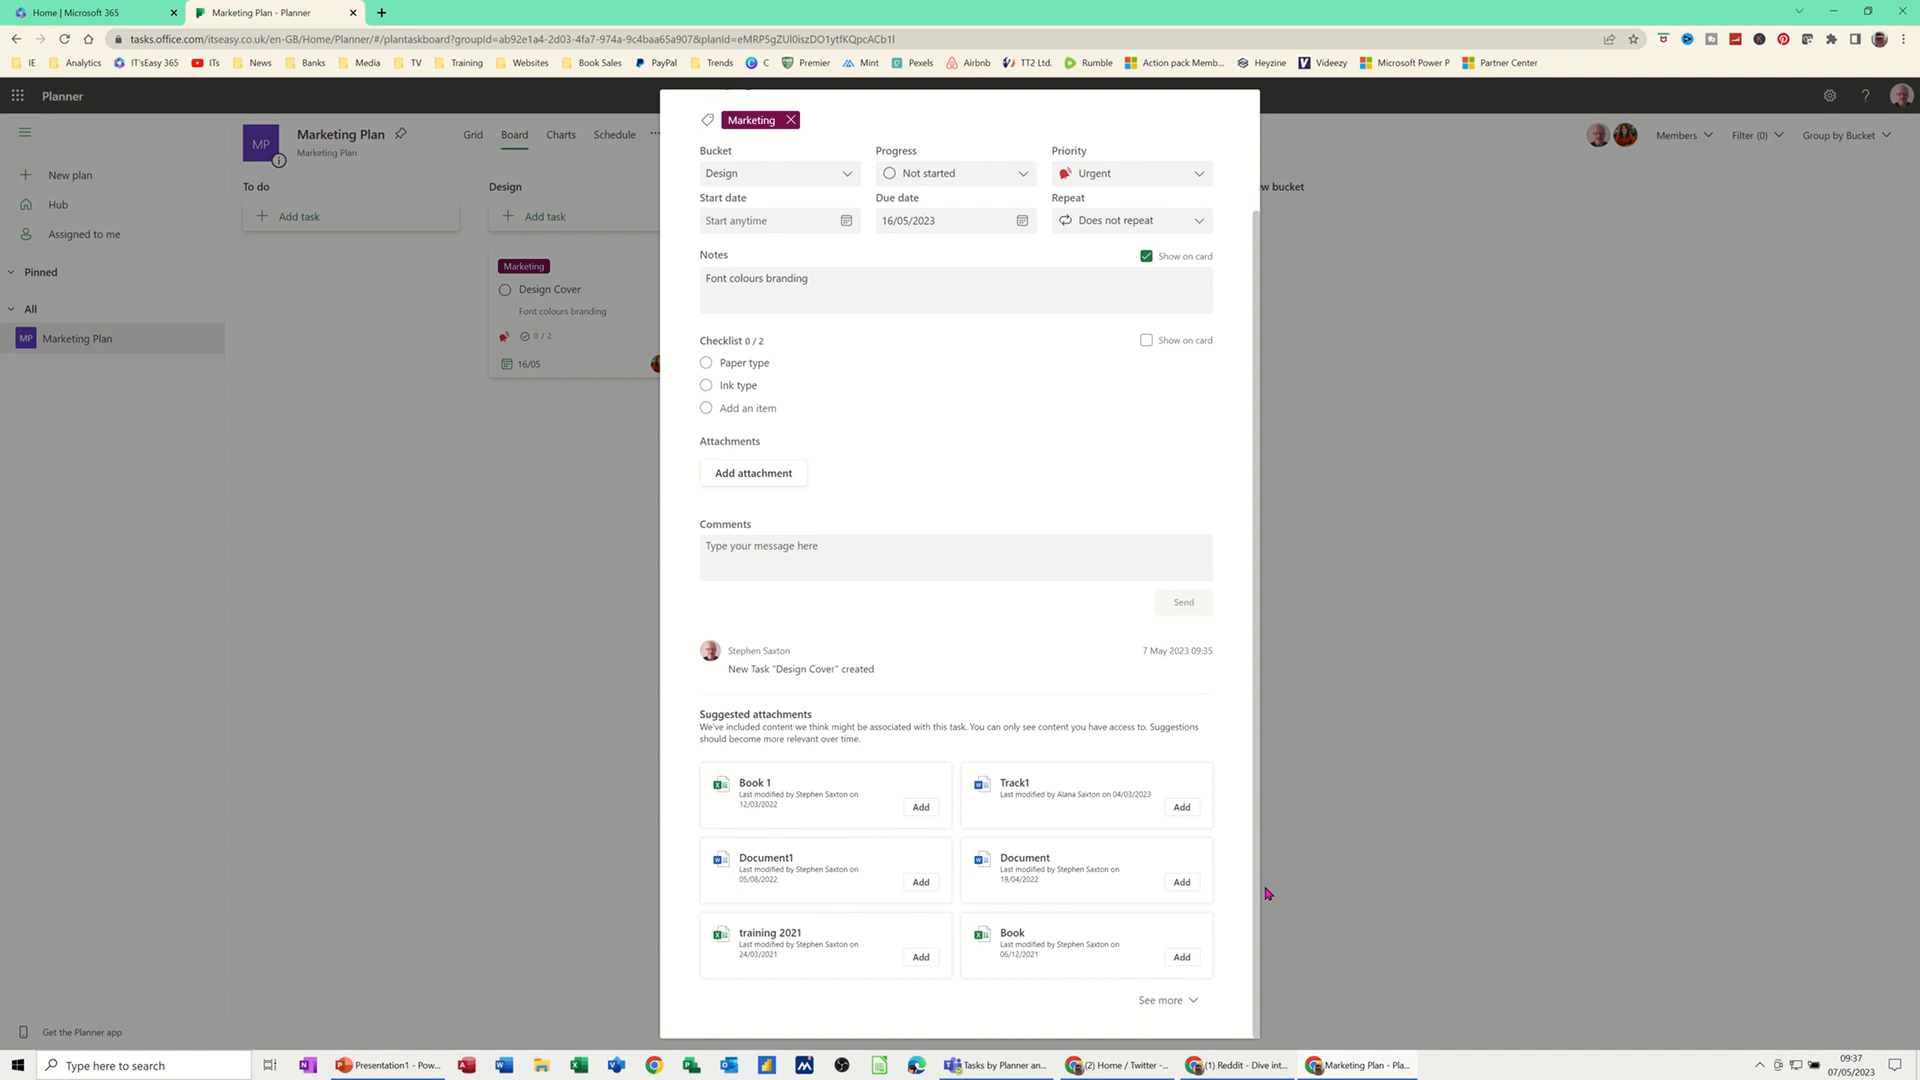 Home | Microsoft 365
Marketing Plan - Planner
tasks.office.com/itseasy.co.uk/en-GB/Home/Planner/#/plantaskboard?groupId=ab92e1a4-2d03-4fa7-974a-9c4baa65a907&planId=eMRP5gZUl0iszDO1ytfKQpcACb1I
IE Analytics IT'sEasy 365 ITs News Banks Media TV Training Websites Book Sales PayPal Trends C Premier Mint Pexels Airbnb TT2 Ltd. Rumble Action pack Memb... Heyzine Videezy Microsoft Power P Partner Center
Planner
New plan
Hub
Assigned to me
Pinned
All
MP Marketing Plan
Get the Planner app
MP
Marketing Plan
Marketing Plan
Grid Board Charts Schedule ...
Members Filter (0) Group by Bucket
To do
Add task
Design
Add task
Marketing
Design Cover
Font colours branding
0 / 2
16/05
w bucket
Marketing
Bucket Progress Priority
Design Not started Urgent
Start date Due date Repeat
Start anytime 16/05/2023 Does not repeat
Notes Show on card
Font colours branding
Checklist 0 / 2 Show on card
Paper type
Ink type
Add an item
Attachments
Add attachment
Comments
Type your message here
Send
Stephen Saxton 7 May 2023 09:35
New Task "Design Cover" created
Suggested attachments
We've included content we think might be associated with this task. You can only see content you have access to. Suggestions
should become more relevant over time.
Book 1
Last modified by Stephen Saxton on
12/03/2022
Add
Track1
Last modified by Alana Saxton on 04/03/2023
Add
Document1
Last modified by Stephen Saxton on
05/08/2022
Add
Document
Last modified by Stephen Saxton on
19/04/2022
Add
training 2021
Last modified by Stephen Saxton on
24/03/2021
Add
Book
Last modified by Stephen Saxton on
06/12/2021
Add
See more
Type here to search
Presentation1 - Pow...
Tasks by Planner an...
(2) Home / Twitter -...
(1) Reddit - Dive int...
Marketing Plan - Pla...
09:37
07/05/2023